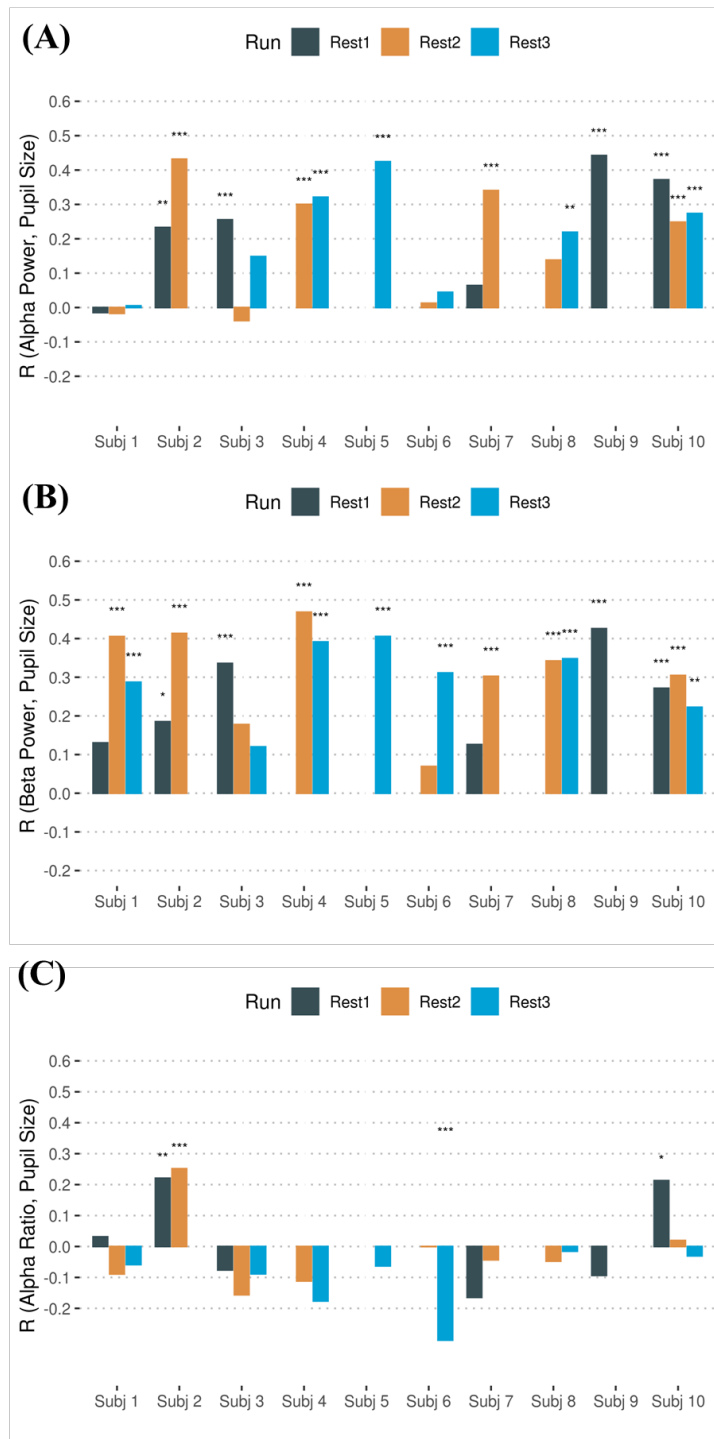 (A)
Run Rest1 Rest2 Rest3
R (Alpha Power, Pupil Size)
0.6
0.5
0.4
0.3
0.2
0.1
0.0
-0.1
-0.2
*** *** *** ***
*** *** *** *** ***
** *** ** ***
Subj 1 Subj 2 Subj 3 Subj 4 Subj 5 Subj 6 Subj 7 Subj 8 Subj 9 Subj 10
(B)
Run Rest1 Rest2 Rest3
R (Beta Power, Pupil Size)
0.6
0.5
0.4
0.3
0.2
0.1
0.0
-0.1
-0.2
***
*** *** *** *** ***
*** *** *** *** *** *** *** ***
* **
Subj 1 Subj 2 Subj 3 Subj 4 Subj 5 Subj 6 Subj 7 Subj 8 Subj 9 Subj 10
(C)
Run Rest1 Rest2 Rest3
R (Alpha Ratio, Pupil Size)
0.6
0.5
0.4
0.3
0.2
0.1
0.0
-0.1
-0.2
***
** *** *
Subj 1 Subj 2 Subj 3 Subj 4 Subj 5 Subj 6 Subj 7 Subj 8 Subj 9 Subj 10